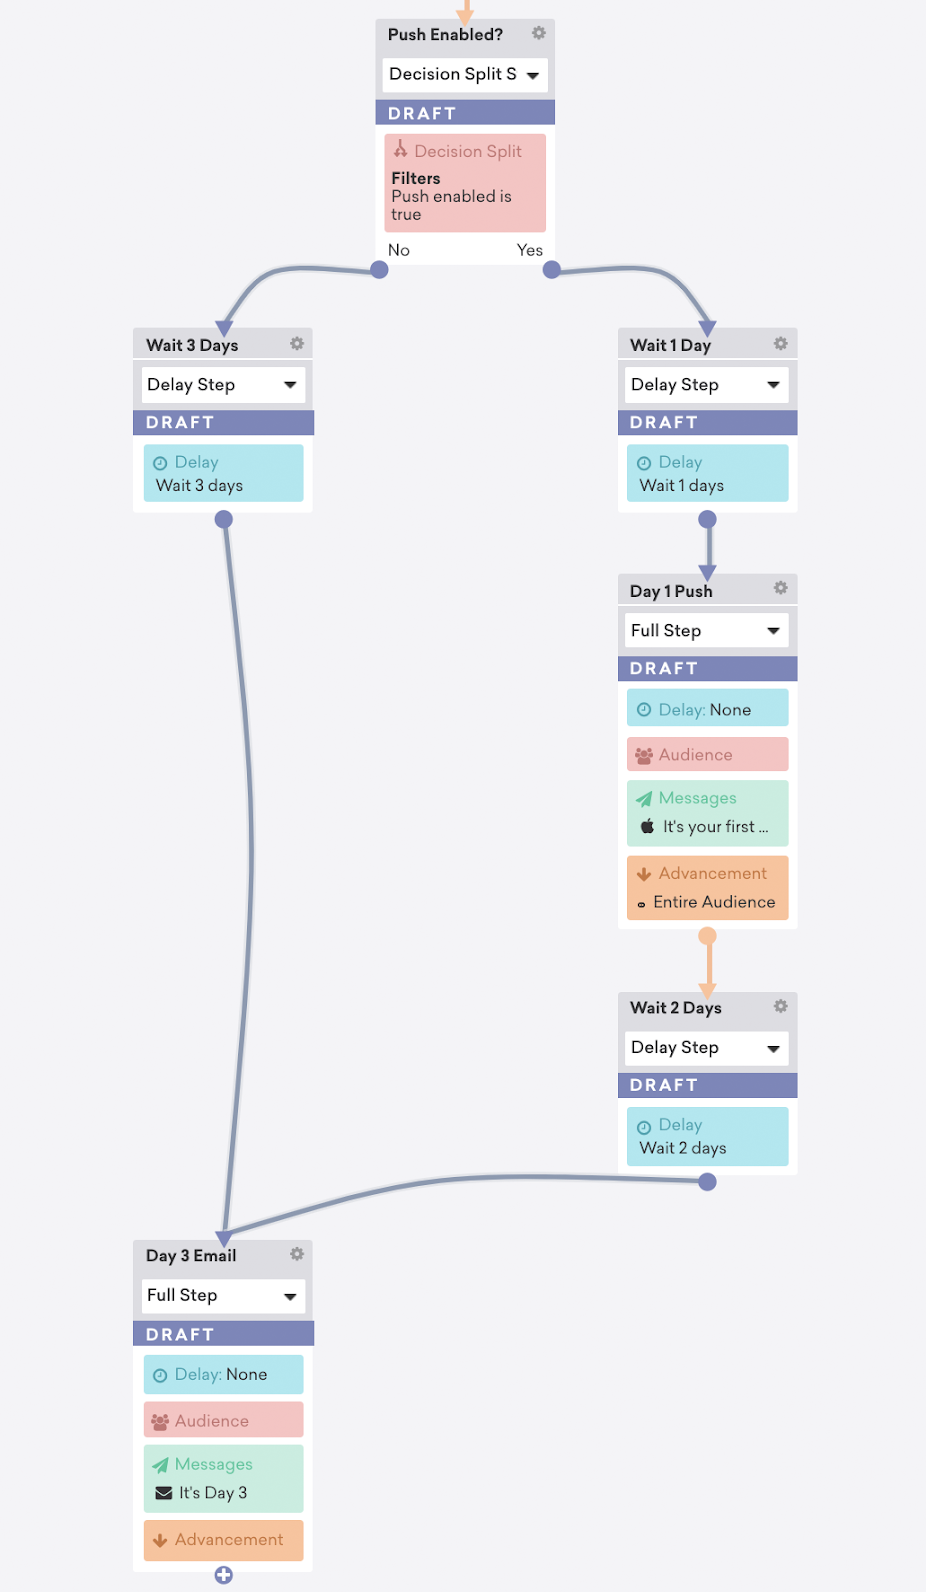 Push Enabled?
Decision Split S
DRAFT
Decision Split
Filters
Push enabled is
true
No
Yes
Wait 3 Days
Delay Step
DRAFT
Delay
Wait 3 days
Wait 1 Day
Delay Step
DRAFT
Delay
Wait 1 days
Day 1 Push
Full Step
DRAFT
Delay: None
Audience
Messages
It's your first ...
Advancement
Entire Audience
Wait 2 Days
Delay Step
DRAFT
Delay
Wait 2 days
Day 3 Email
Full Step
DRAFT
Delay: None
Audience
Messages
It's Day 3
Advancement